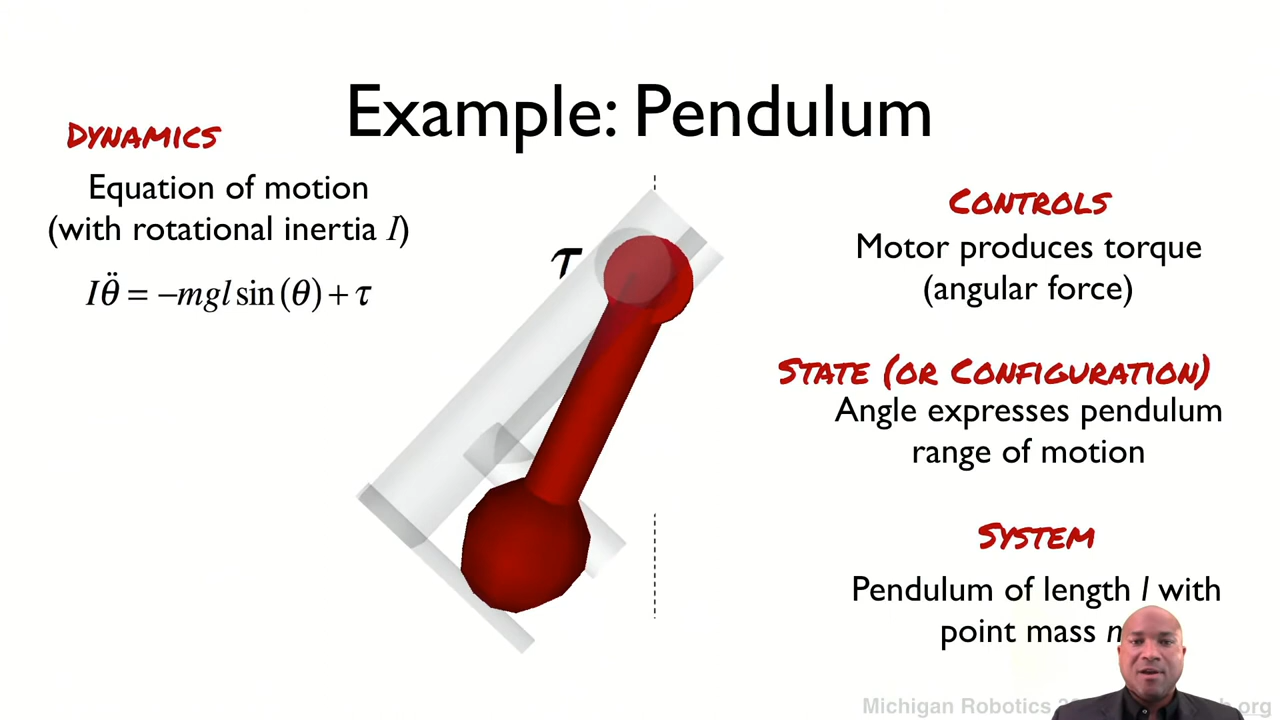 Example: Pendulum
DYNAMICS
Equation of motion
(with rotational inertia I)
Iθ̈ = −mgl sin(θ) + τ
τ
CONTROLS
Motor produces torque
(angular force)
STATE (OR CONFIGURATION)
Angle expresses pendulum
range of motion
SYSTEM
Pendulum of length l with
point mass
Michigan Robotics